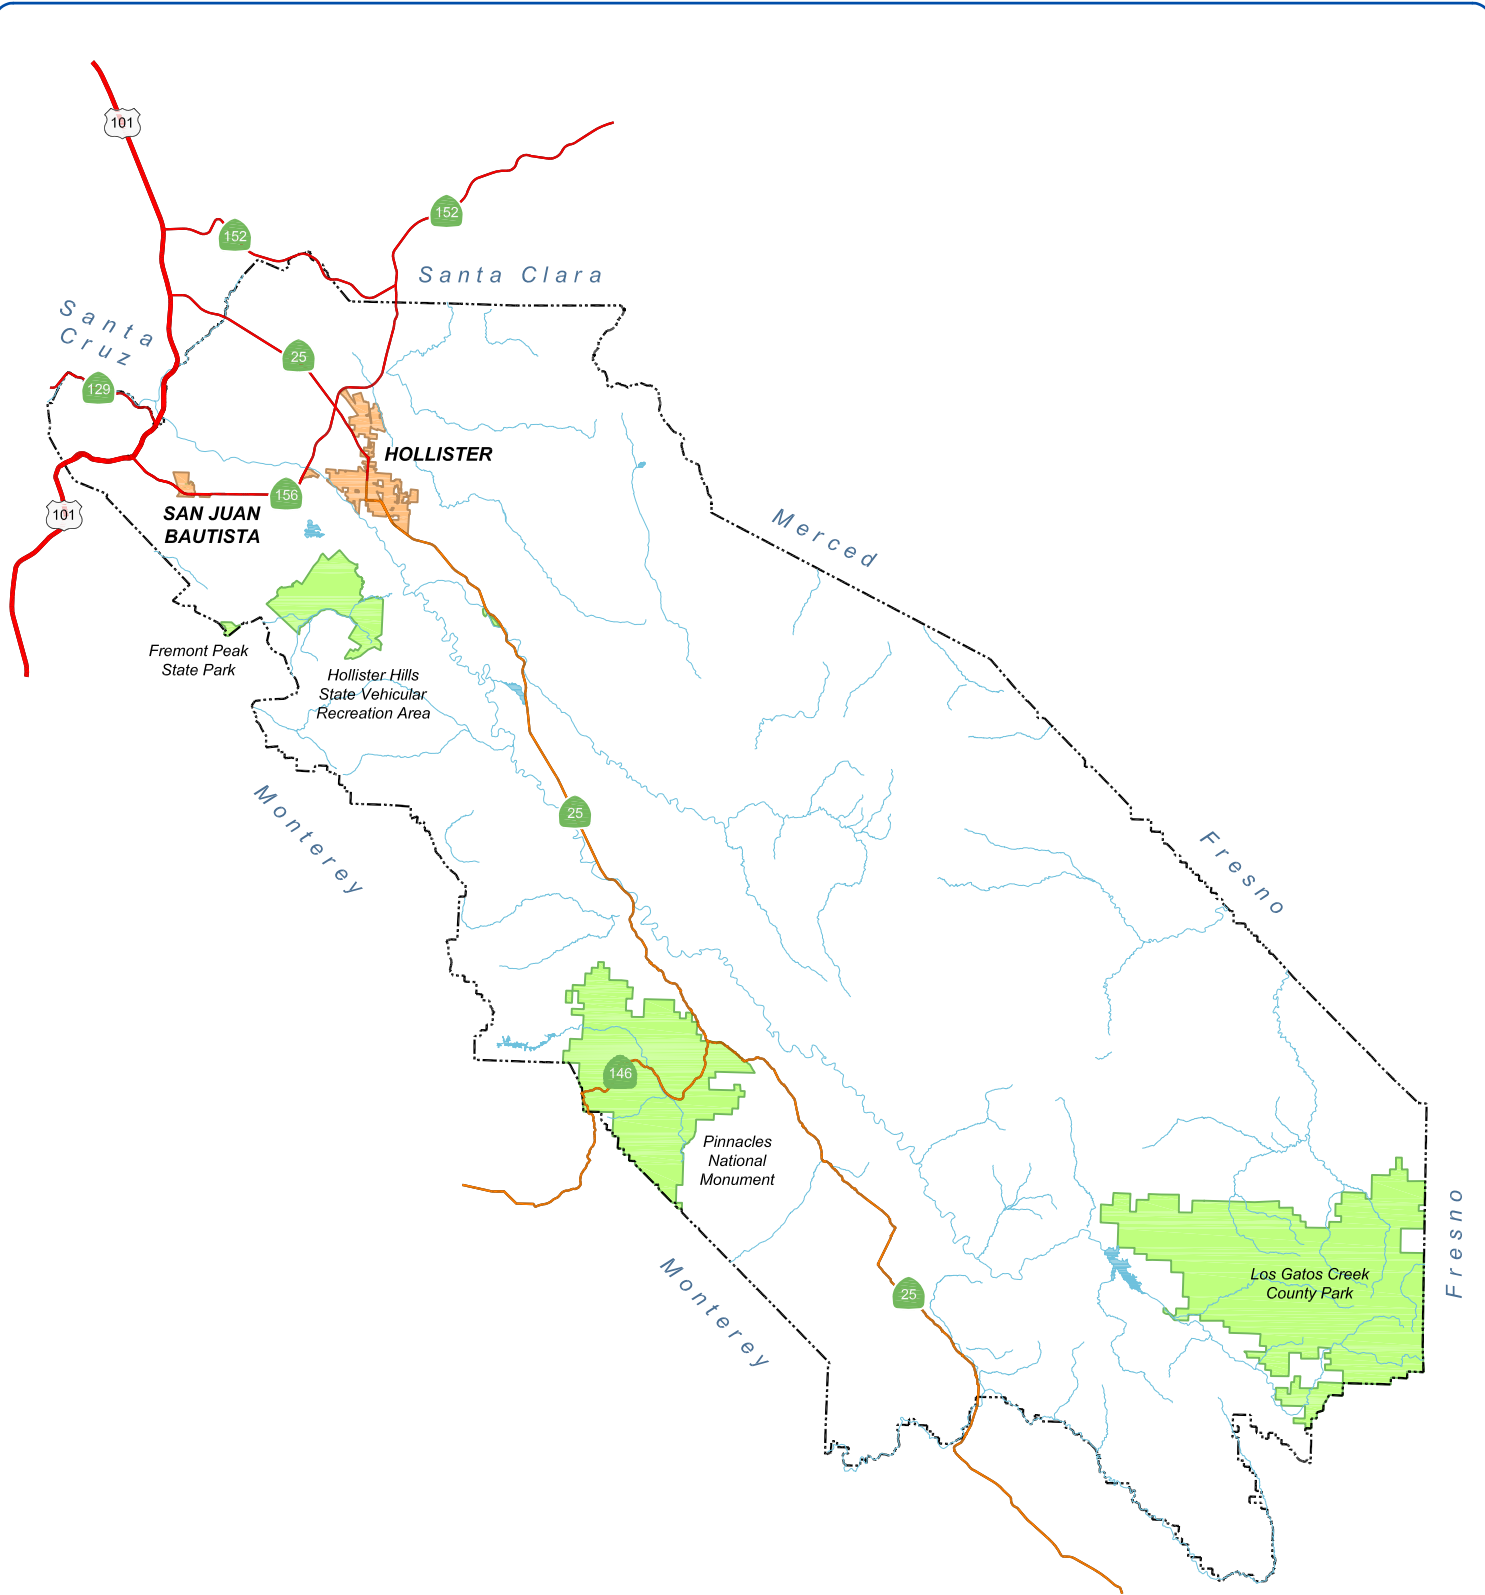 101
152
152
Santa Clara
Santa
Cruz
25
129
HOLLISTER
156
SAN JUAN
BAUTISTA
101
Merced
Fremont Peak
State Park
Hollister Hills
State Vehicular
Recreation Area
Monterey
25
Fresno
146
Pinnacles
National
Monument
Fresno
Monterey
Los Gatos Creek
County Park
25